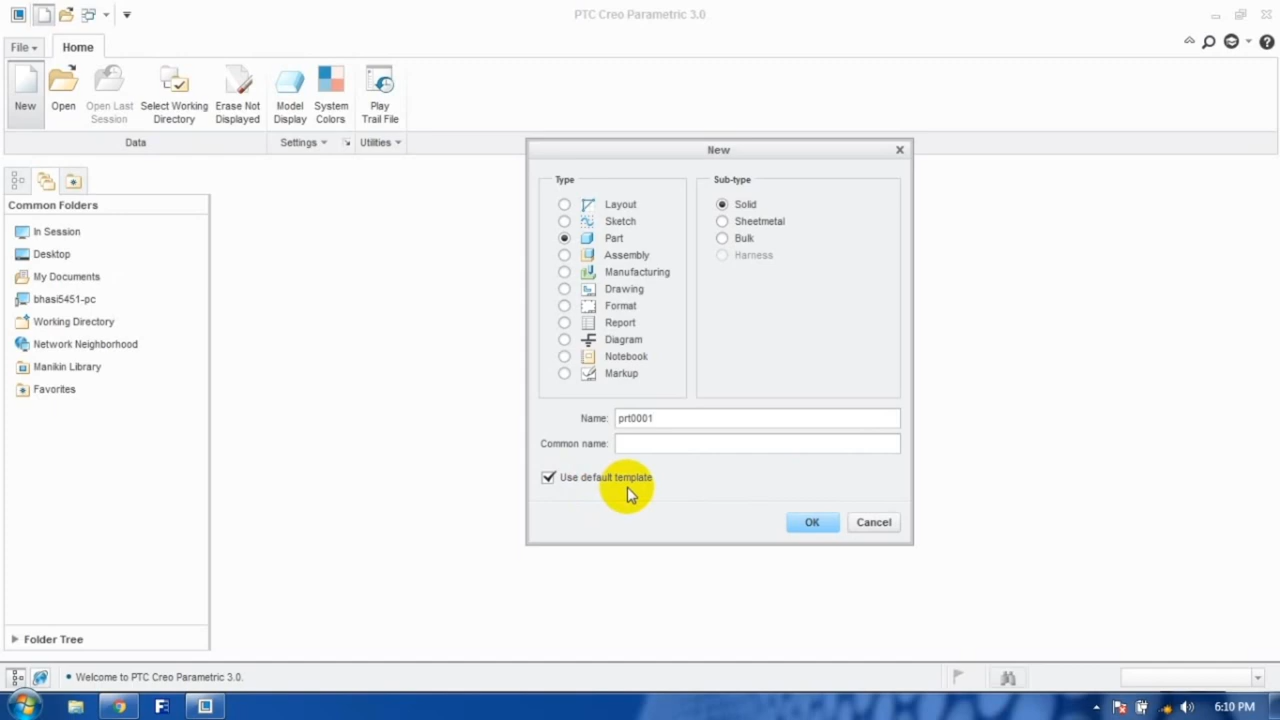 PTC Creo Parametric 3.0
File
Home
New
Open
Open Last
Session
Select Working
Directory
Erase Not
Displayed
Model
Display
System
Colors
Play
Trail File
Data
Settings
Utilities
Common Folders
In Session
Desktop
My Documents
bhasi5451-pc
Working Directory
Network Neighborhood
Manikin Library
Favorites
Folder Tree
New
Type
Layout
Sketch
Part
Assembly
Manufacturing
Drawing
Format
Report
Diagram
Notebook
Markup
Sub-type
Solid
Sheetmetal
Bulk
Harness
Name: prt0001
Common name:
Use default template
OK
Cancel
Welcome to PTC Creo Parametric 3.0.
6:10 PM